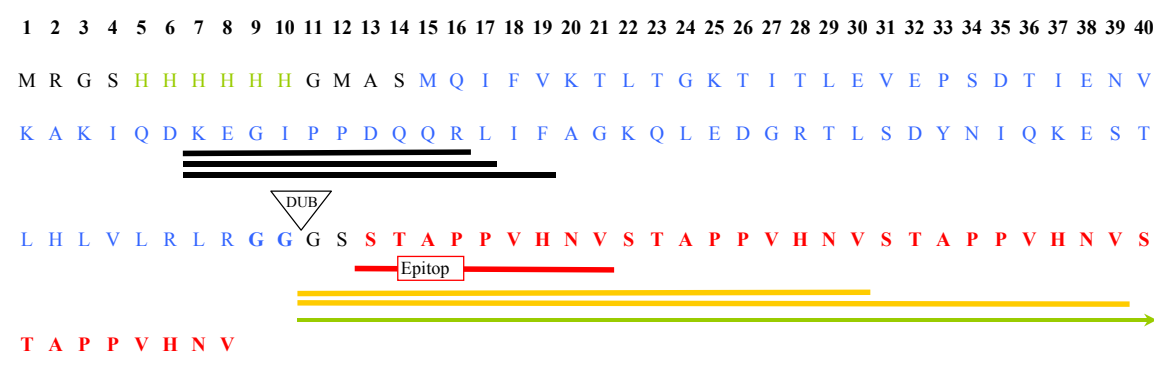 1 2 3 4 5 6 7 8 9 10 11 12 13 14 15 16 17 18 19 20 21 22 23 24 25 26 27 28 29 30 31 32 33 34 35 36 37 38 39 40
M R G S H H H H H H G M A S M Q I F V K T L T G K T I T L E V E P S D T I E N V
K A K I Q D K E G I P P D Q Q R L I F A G K Q L E D G R T L S D Y N I Q K E S T
DUB
L H L V L R L R G G G S S T A P P V H N V S T A P P V H N V S T A P P V H N V S
Epitop
T A P P V H N V